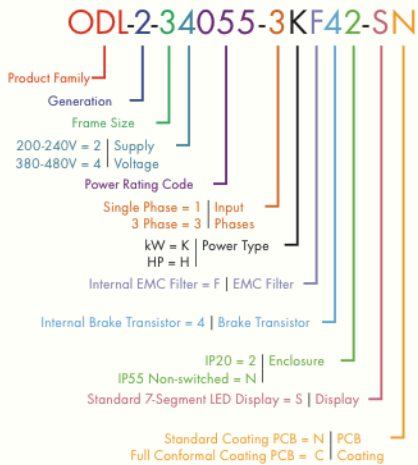 ODL-2-34055-3KF42-SN
Product Family
Generation
Frame Size
200-240V = 2 | Supply
380-480V = 4 | Voltage
Power Rating Code
Single Phase = 1 | Input
3 Phase = 3 | Phases
kW = K | Power Type
HP = H
Internal EMC Filter = F | EMC Filter
Internal Brake Transistor = 4 | Brake Transistor
IP20 = 2 | Enclosure
IP55 Non-switched = N
Standard 7-Segment LED Display = S | Display
Standard Coating PCB = N | PCB
Full Conformal Coating PCB = C | Coating